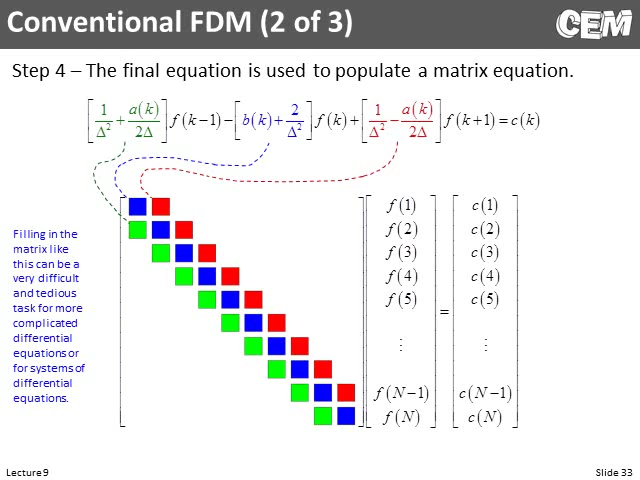 Conventional FDM (2 of 3)
CEM
Step 4 – The final equation is used to populate a matrix equation.
[1/Δ² + a(k)/2Δ] f(k−1) − [b(k) + 2/Δ²] f(k) + [1/Δ² − a(k)/2Δ] f(k+1) = c(k)
Filling in the
matrix like
this can be a
very difficult
and tedious
task for more
complicated
differential
equations or
for systems of
differential
equations.
f(1)
f(2)
f(3)
f(4)
f(5)
⋮
f(N−1)
f(N)
=
c(1)
c(2)
c(3)
c(4)
c(5)
⋮
c(N−1)
c(N)
Lecture 9
Slide 33